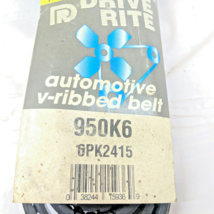 DRIVE
RITE
automotive
v-ribbed belt
950K6
6PK2415